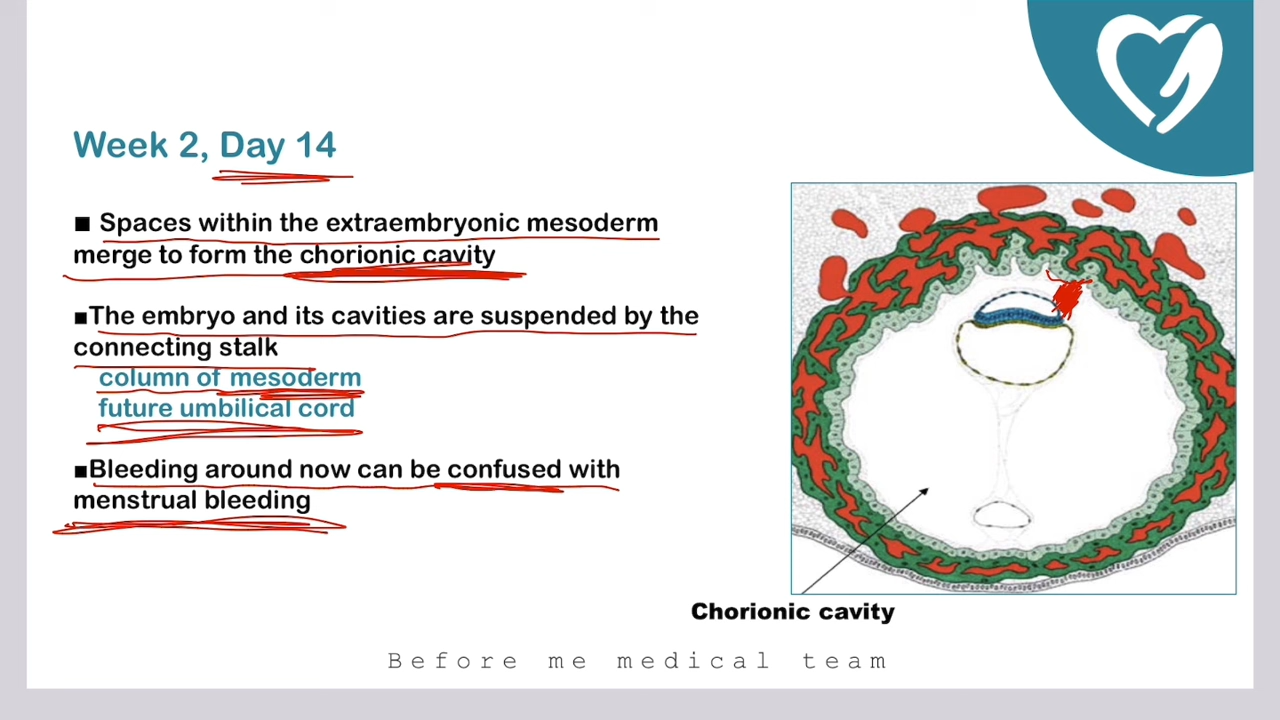 Week 2, Day 14
■ Spaces within the extraembryonic mesoderm
merge to form the chorionic cavity
■The embryo and its cavities are suspended by the
connecting stalk
column of mesoderm
future umbilical cord
■Bleeding around now can be confused with
menstrual bleeding
Chorionic cavity
Before me medical team